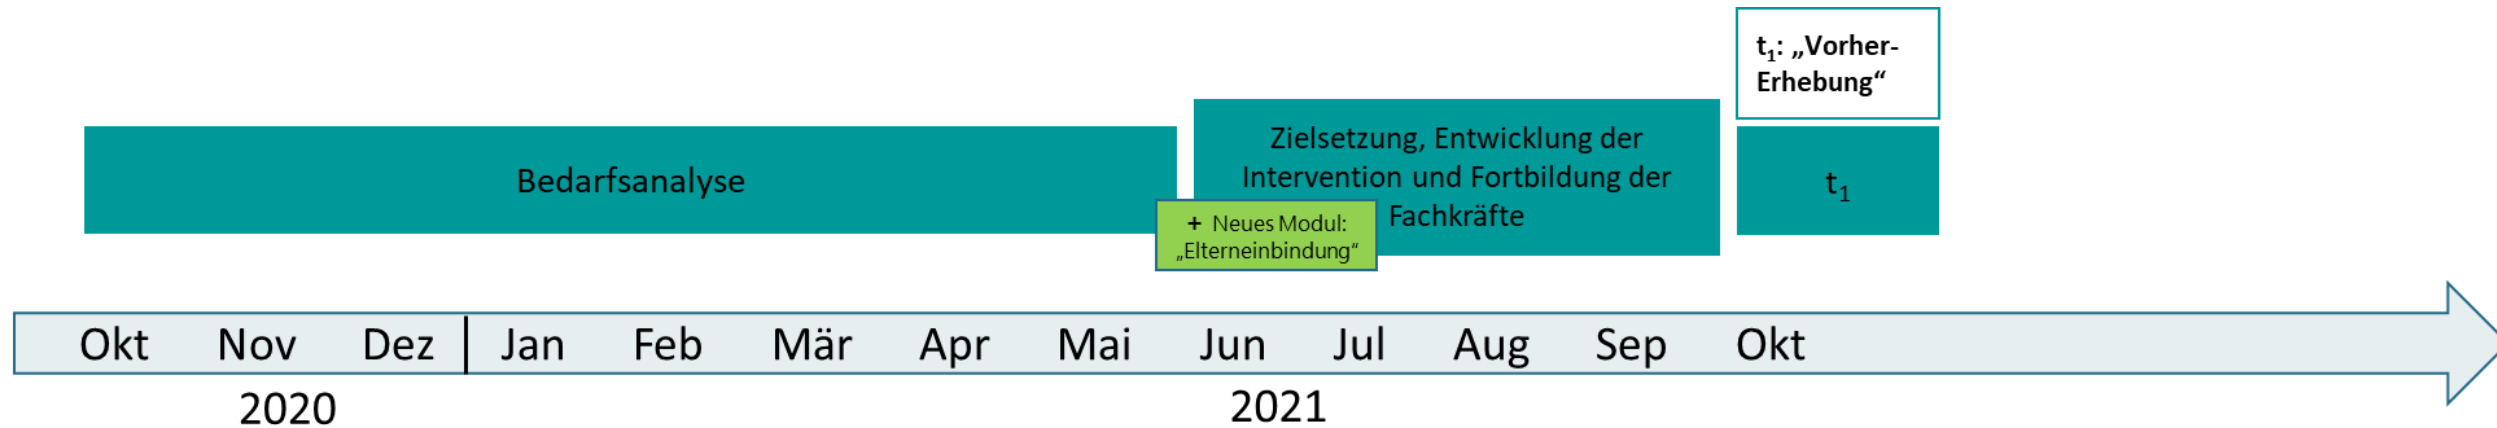 t₁: „Vorher-
Erhebung“
Bedarfsanalyse
Zielsetzung, Entwicklung der
Intervention und Fortbildung der
Fachkräfte
+ Neues Modul:
„Elterneinbindung“
t₁
Okt Nov Dez Jan Feb Mär Apr Mai Jun Jul Aug Sep Okt
2020 2021